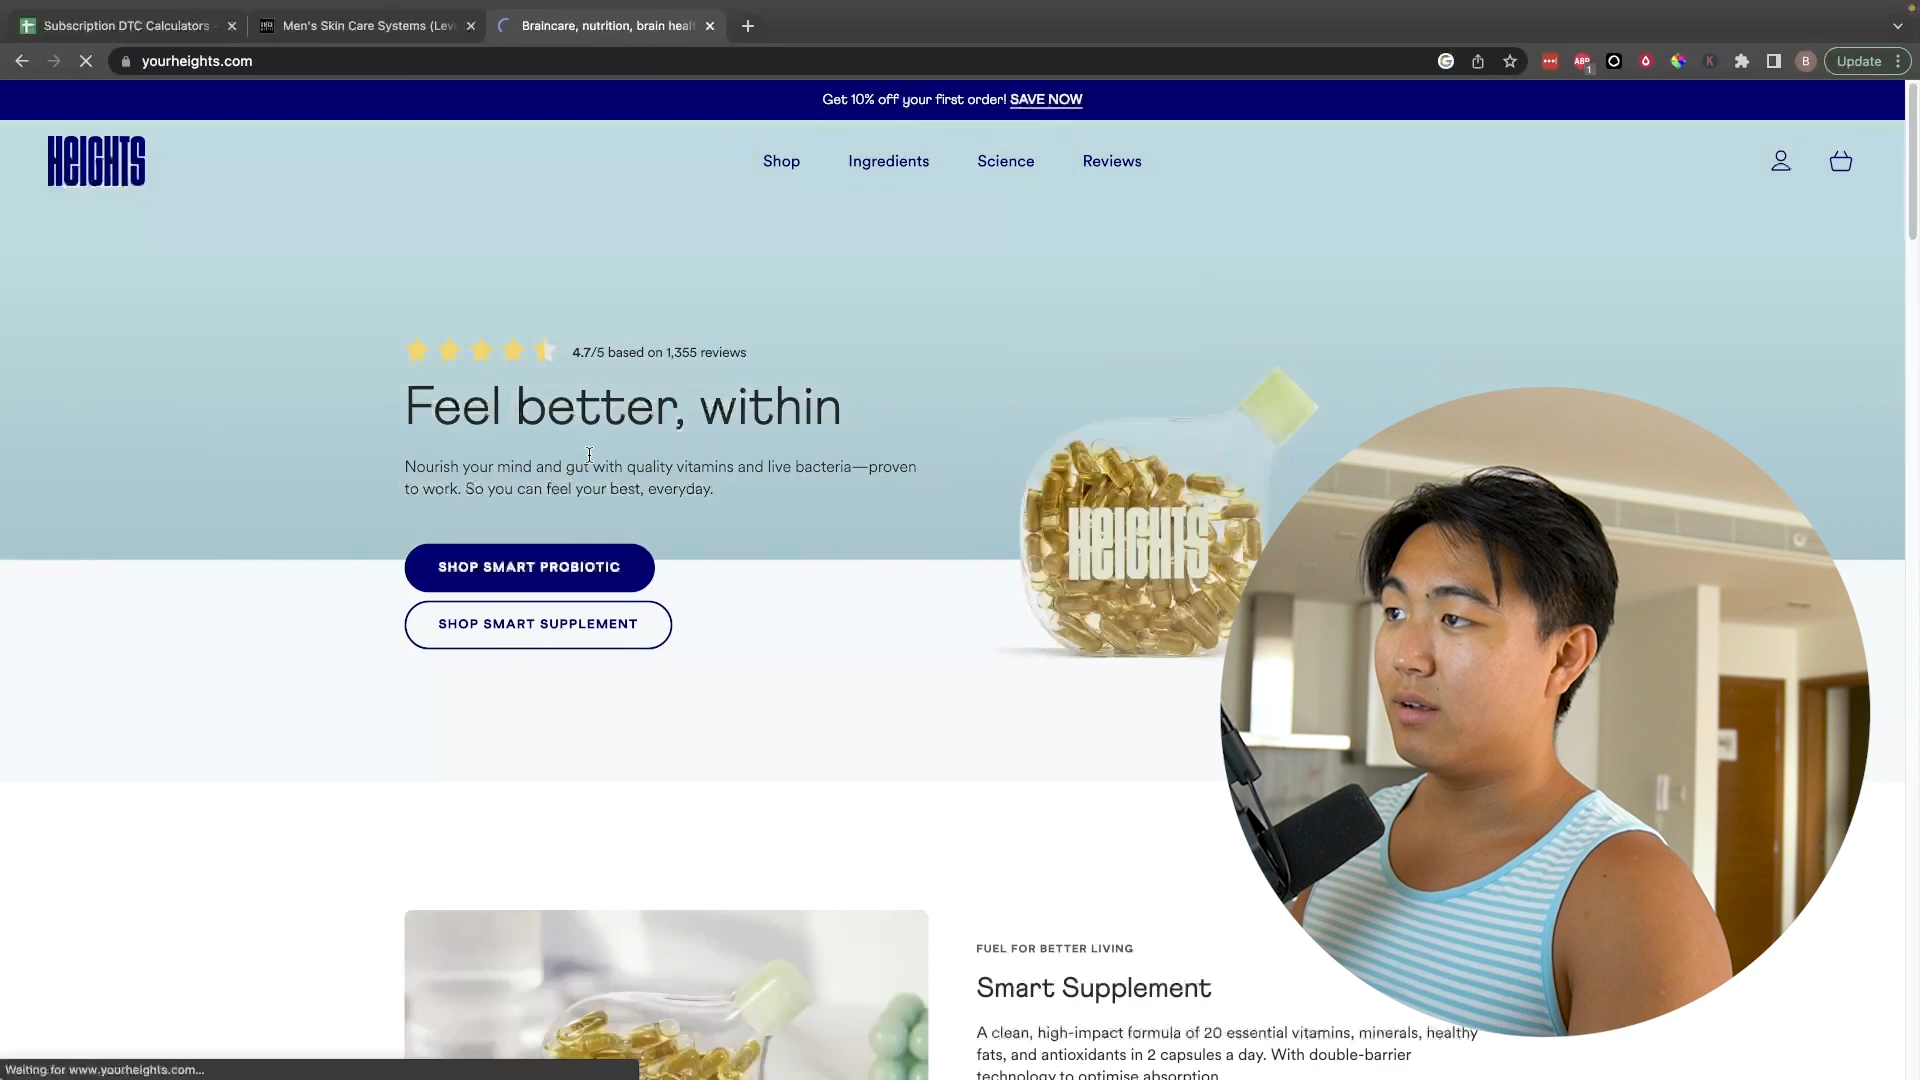 Subscription DTC Calculators
Men's Skin Care Systems (Lev
Braincare, nutrition, brain heal
yourheights.com
ABP
1
K
B
Update
Get 10% off your first order! SAVE NOW
HEIGHTS
Shop
Ingredients
Science
Reviews
4.7/5 based on 1,355 reviews
Feel better, within
Nourish your mind and gut with quality vitamins and live bacteria—proven
to work. So you can feel your best, everyday.
SHOP SMART PROBIOTIC
SHOP SMART SUPPLEMENT
HEIGHTS
FUEL FOR BETTER LIVING
Smart Supplement
A clean, high-impact formula of 20 essential vitamins, minerals, healthy
fats, and antioxidants in 2 capsules a day. With double-barrier
technology to optimise absorption
Waiting for www.yourheights.com...